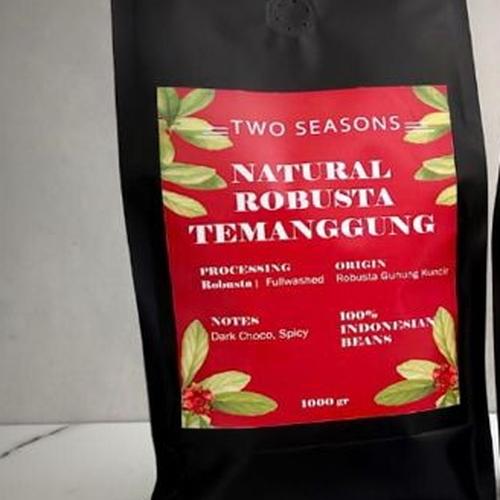 TWO SEASONS
NATURAL
ROBUSTA
TEMANGGUNG
PROCESSING
Robusta | Fullwashed
ORIGIN
Robusta Gunung Kuncir
NOTES
Dark Choco, Spicy
100%
INDONESIAN
BEANS
1000 gr